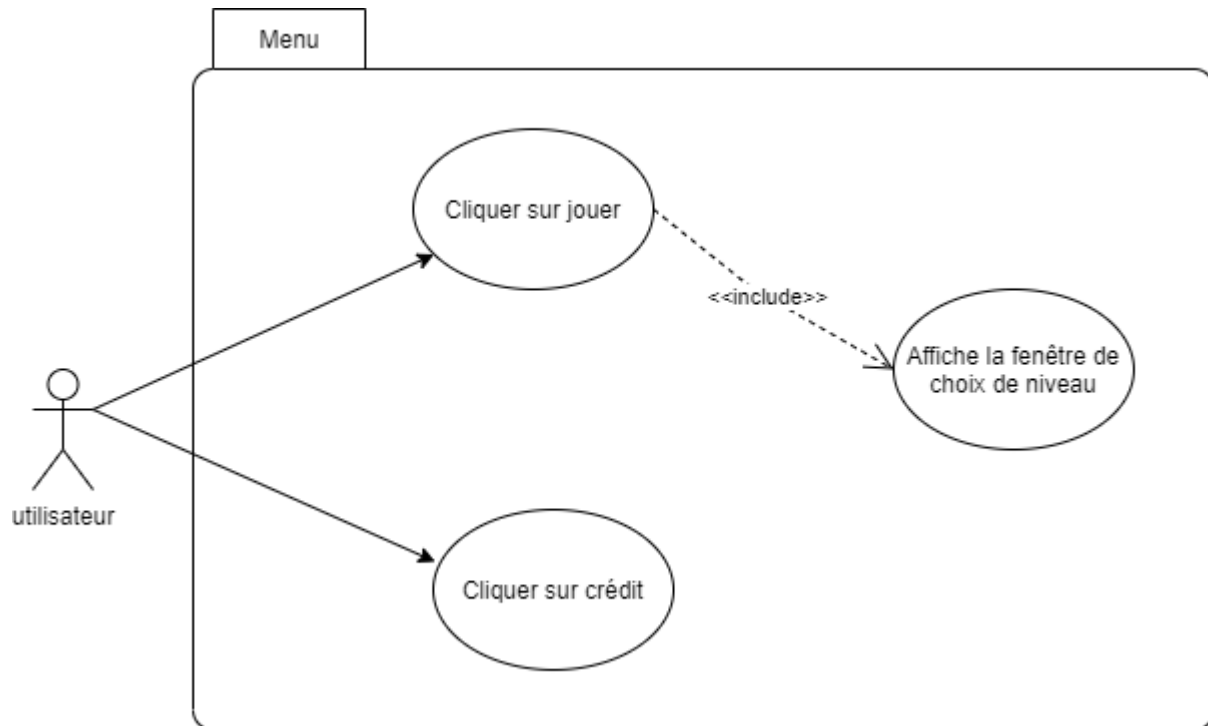 Menu
Cliquer sur jouer
<<include>>
Affiche la fenêtre de
choix de niveau
utilisateur
Cliquer sur crédit